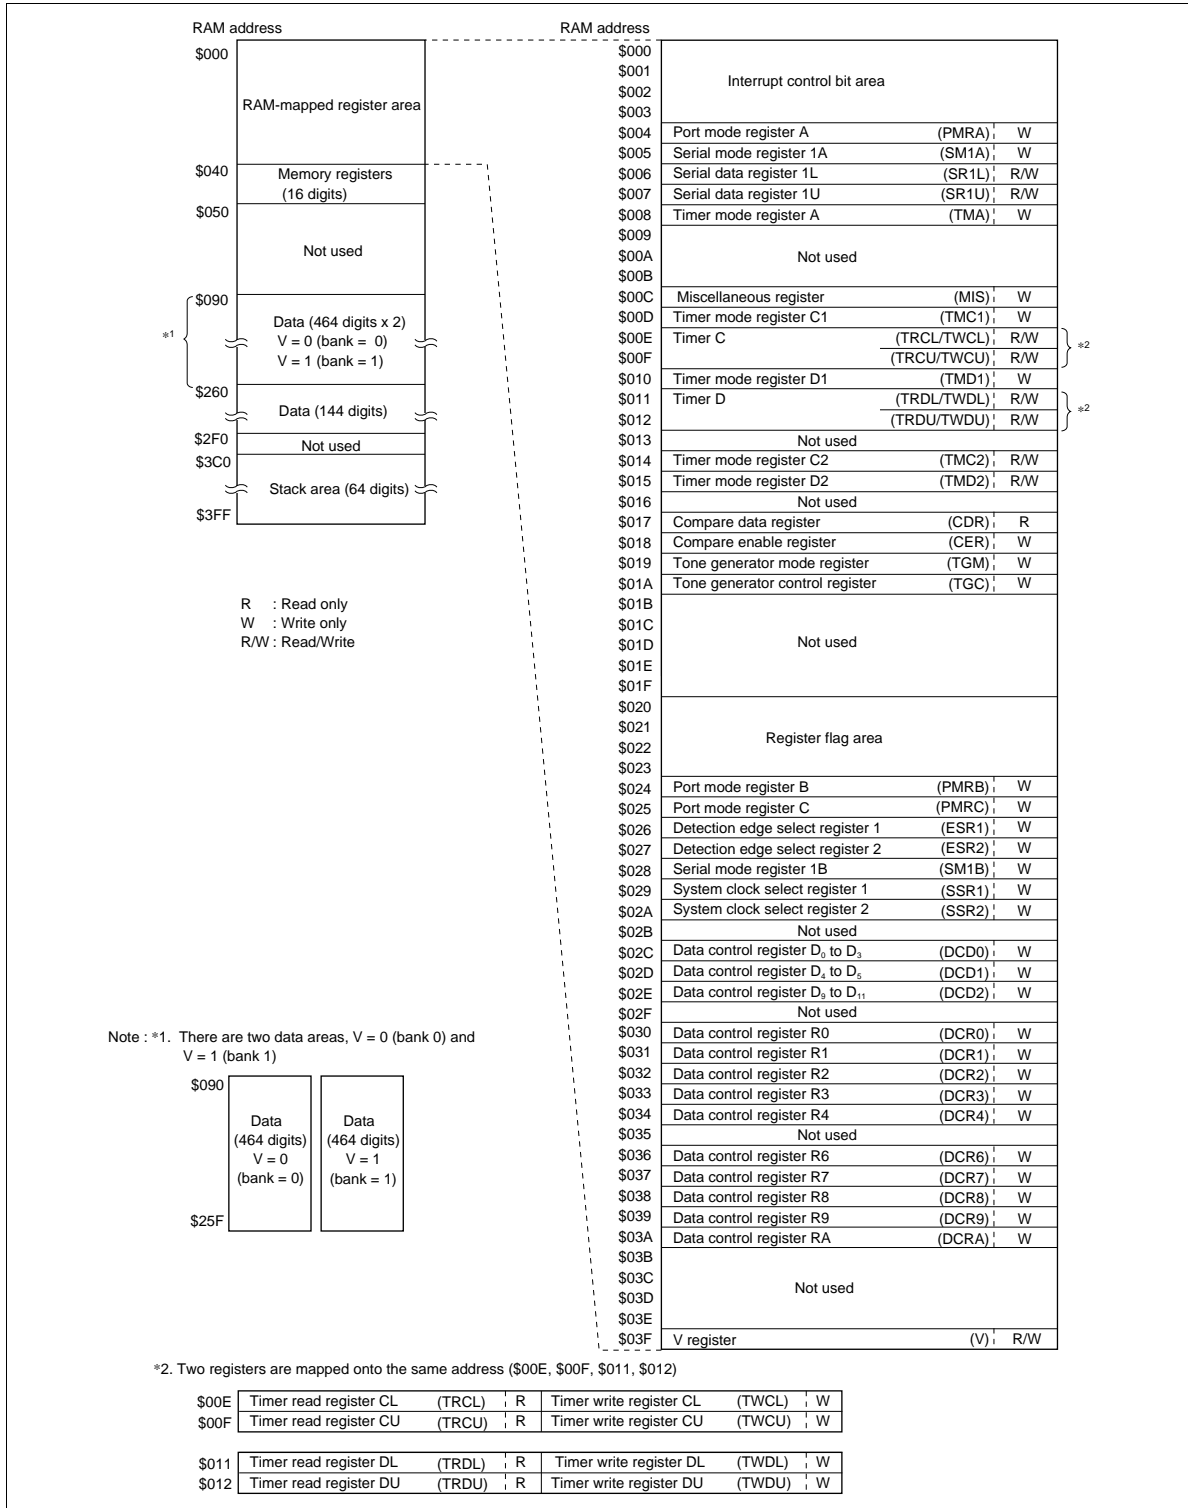 RAM address
$000
RAM-mapped register area
$040
Memory registers
(16 digits)
$050
Not used
$090
*1
Data (464 digits x 2)
V = 0 (bank = 0)
V = 1 (bank = 1)
$260
Data (144 digits)
$2F0
Not used
$3C0
Stack area (64 digits)
$3FF
R : Read only
W : Write only
R/W : Read/Write
RAM address
$000
$001
Interrupt control bit area
$002
$003
$004 Port mode register A (PMRA) W
$005 Serial mode register 1A (SM1A) W
$006 Serial data register 1L (SR1L) R/W
$007 Serial data register 1U (SR1U) R/W
$008 Timer mode register A (TMA) W
$009
$00A Not used
$00B
$00C Miscellaneous register (MIS) W
$00D Timer mode register C1 (TMC1) W
$00E Timer C (TRCL/TWCL) R/W
*2
$00F (TRCU/TWCU) R/W
$010 Timer mode register D1 (TMD1) W
$011 Timer D (TRDL/TWDL) R/W
*2
$012 (TRDU/TWDU) R/W
$013 Not used
$014 Timer mode register C2 (TMC2) R/W
$015 Timer mode register D2 (TMD2) R/W
$016 Not used
$017 Compare data register (CDR) R
$018 Compare enable register (CER) W
$019 Tone generator mode register (TGM) W
$01A Tone generator control register (TGC) W
$01B
$01C
$01D Not used
$01E
$01F
$020
$021
Register flag area
$022
$023
$024 Port mode register B (PMRB) W
$025 Port mode register C (PMRC) W
$026 Detection edge select register 1 (ESR1) W
$027 Detection edge select register 2 (ESR2) W
$028 Serial mode register 1B (SM1B) W
$029 System clock select register 1 (SSR1) W
$02A System clock select register 2 (SSR2) W
$02B Not used
$02C Data control register D₀ to D₃ (DCD0) W
$02D Data control register D₄ to D₅ (DCD1) W
$02E Data control register D₉ to D₁₁ (DCD2) W
$02F Not used
$030 Data control register R0 (DCR0) W
$031 Data control register R1 (DCR1) W
$032 Data control register R2 (DCR2) W
$033 Data control register R3 (DCR3) W
$034 Data control register R4 (DCR4) W
$035 Not used
$036 Data control register R6 (DCR6) W
$037 Data control register R7 (DCR7) W
$038 Data control register R8 (DCR8) W
$039 Data control register R9 (DCR9) W
$03A Data control register RA (DCRA) W
$03B
$03C
Not used
$03D
$03E
$03F V register (V) R/W
Note : *1. There are two data areas, V = 0 (bank 0) and
V = 1 (bank 1)
$090
Data Data
(464 digits) (464 digits)
V = 0 V = 1
(bank = 0) (bank = 1)
$25F
*2. Two registers are mapped onto the same address ($00E, $00F, $011, $012)
$00E Timer read register CL (TRCL) R Timer write register CL (TWCL) W
$00F Timer read register CU (TRCU) R Timer write register CU (TWCU) W
$011 Timer read register DL (TRDL) R Timer write register DL (TWDL) W
$012 Timer read register DU (TRDU) R Timer write register DU (TWDU) W